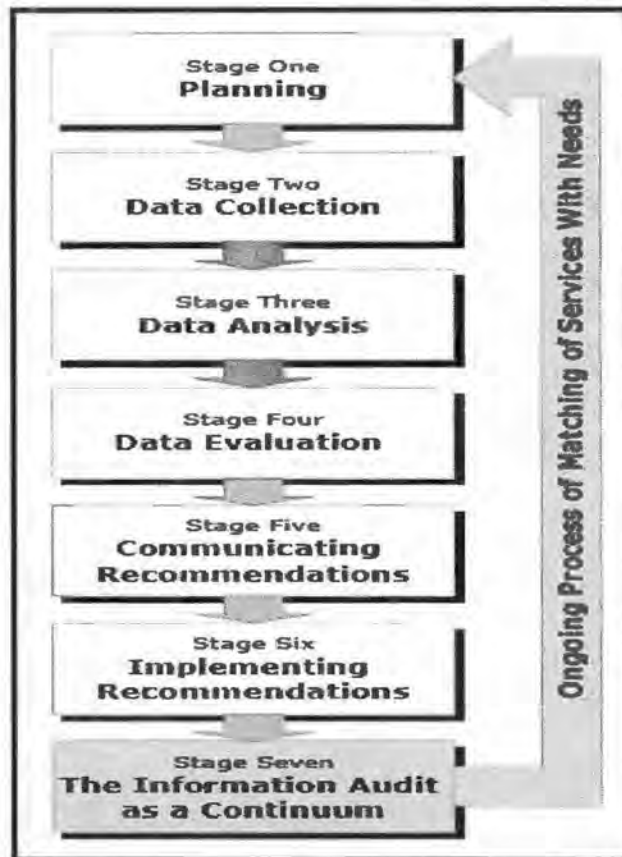 Stage One
Planning
Stage Two
Data Collection
Stage Three
Data Analysis
Stage Four
Data Evaluation
Stage Five
Communicating
Recommendations
Stage Six
Implementing
Recommendations
Stage Seven
The Information Audit
as a Continuum
Ongoing Process of Matching of Services With Needs